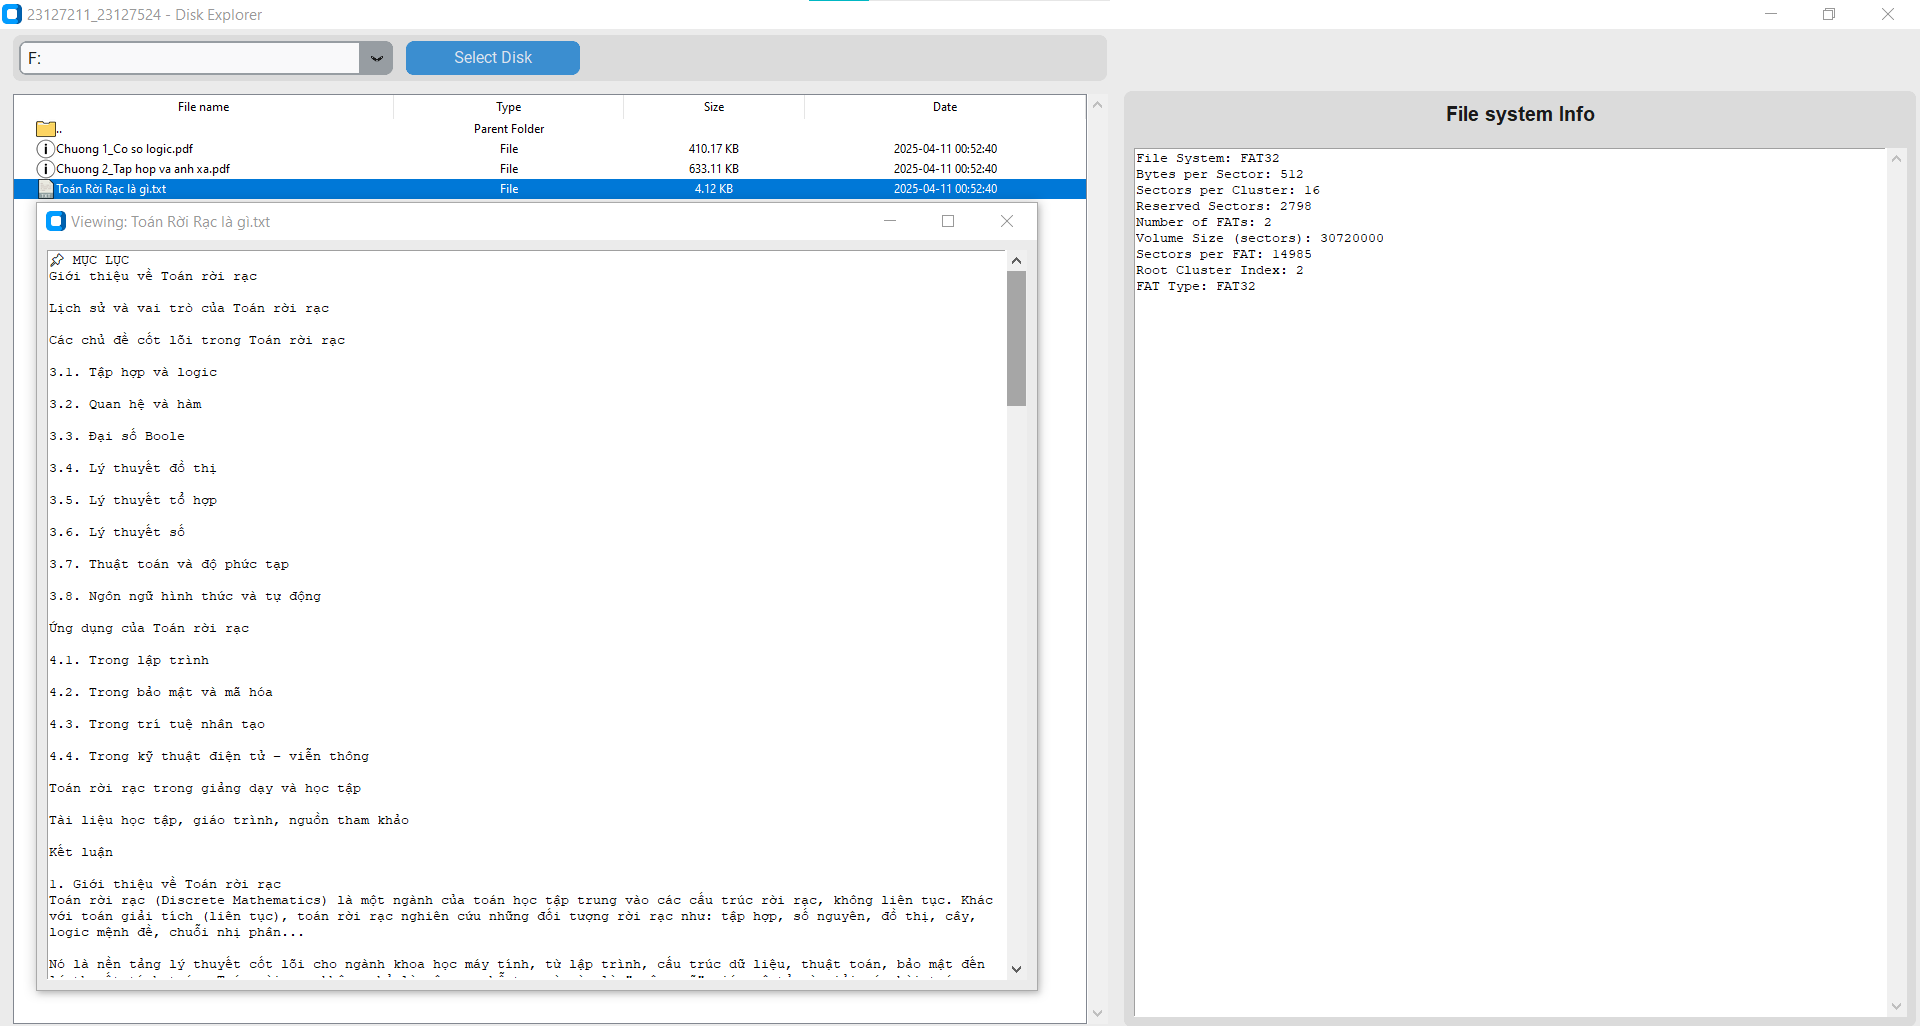 23127211_23127524 - Disk Explorer
F:
Select Disk
File name Type Size Date
.. Parent Folder
Chuong 1_Co so logic.pdf File 410.17 KB 2025-04-11 00:52:40
Chuong 2_Tap hop va anh xa.pdf File 633.11 KB 2025-04-11 00:52:40
Toán Rời Rạc là gì.txt File 4.12 KB 2025-04-11 00:52:40
Viewing: Toán Rời Rạc là gì.txt
📌 MỤC LỤC
Giới thiệu về Toán rời rạc
Lịch sử và vai trò của Toán rời rạc
Các chủ đề cốt lõi trong Toán rời rạc
3.1. Tập hợp và logic
3.2. Quan hệ và hàm
3.3. Đại số Boole
3.4. Lý thuyết đồ thị
3.5. Lý thuyết tổ hợp
3.6. Lý thuyết số
3.7. Thuật toán và độ phức tạp
3.8. Ngôn ngữ hình thức và tự động
Ứng dụng của Toán rời rạc
4.1. Trong lập trình
4.2. Trong bảo mật và mã hóa
4.3. Trong trí tuệ nhân tạo
4.4. Trong kỹ thuật điện tử – viễn thông
Toán rời rạc trong giảng dạy và học tập
Tài liệu học tập, giáo trình, nguồn tham khảo
Kết luận
1. Giới thiệu về Toán rời rạc
Toán rời rạc (Discrete Mathematics) là một ngành của toán học tập trung vào các cấu trúc rời rạc, không liên tục. Khác
với toán giải tích (liên tục), toán rời rạc nghiên cứu những đối tượng rời rạc như: tập hợp, số nguyên, đồ thị, cây,
logic mệnh đề, chuỗi nhị phân...
Nó là nền tảng lý thuyết cốt lõi cho ngành khoa học máy tính, từ lập trình, cấu trúc dữ liệu, thuật toán, bảo mật đến
File system Info
File System: FAT32
Bytes per Sector: 512
Sectors per Cluster: 16
Reserved Sectors: 2798
Number of FATs: 2
Volume Size (sectors): 30720000
Sectors per FAT: 14985
Root Cluster Index: 2
FAT Type: FAT32